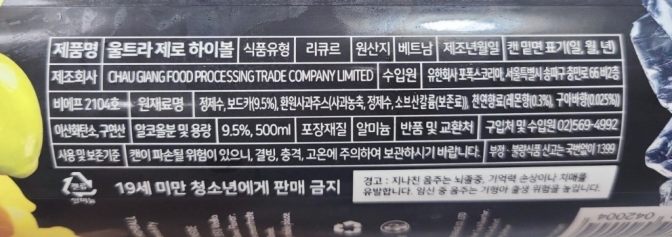 제품명 울트라 제로 하이볼 식품유형 리큐르 원산지 베트남 제조년월일 캔 밑면 표기(일, 월, 년)
제조회사 CHAU GIANG FOOD PROCESSING TRADE COMPANY LIMITED 수입원 유한회사 포폭스코리아, 서울특별시 송파구 충민로 66 비2층
비에프 2104호 원재료명 정제수, 보드카(9.5%), 환원사과주스(사과농축, 정제수, 소브산칼륨(보존료)), 천연향료(레몬향(0.3%), 구아바향(0.025%))
이산화탄소, 구연산 알코올분 및 용량 9.5%, 500ml 포장재질 알미늄 반품 및 교환처 구입처 및 수입원 02)569-4992
사용 및 보존기준 캔이 파손될 위험이 있으니, 결빙, 충격, 고온에 주의하여 보관하시기 바랍니다. 부정·불량식품 신고는 국번없이 1399
캔류
알미늄
19세 미만 청소년에게 판매 금지
경고 : 지나친 음주는 뇌졸중, 기억력 손상이나 치매를
유발합니다. 임신 중 음주는 기형아 출생 위험을 높입니다.
042004